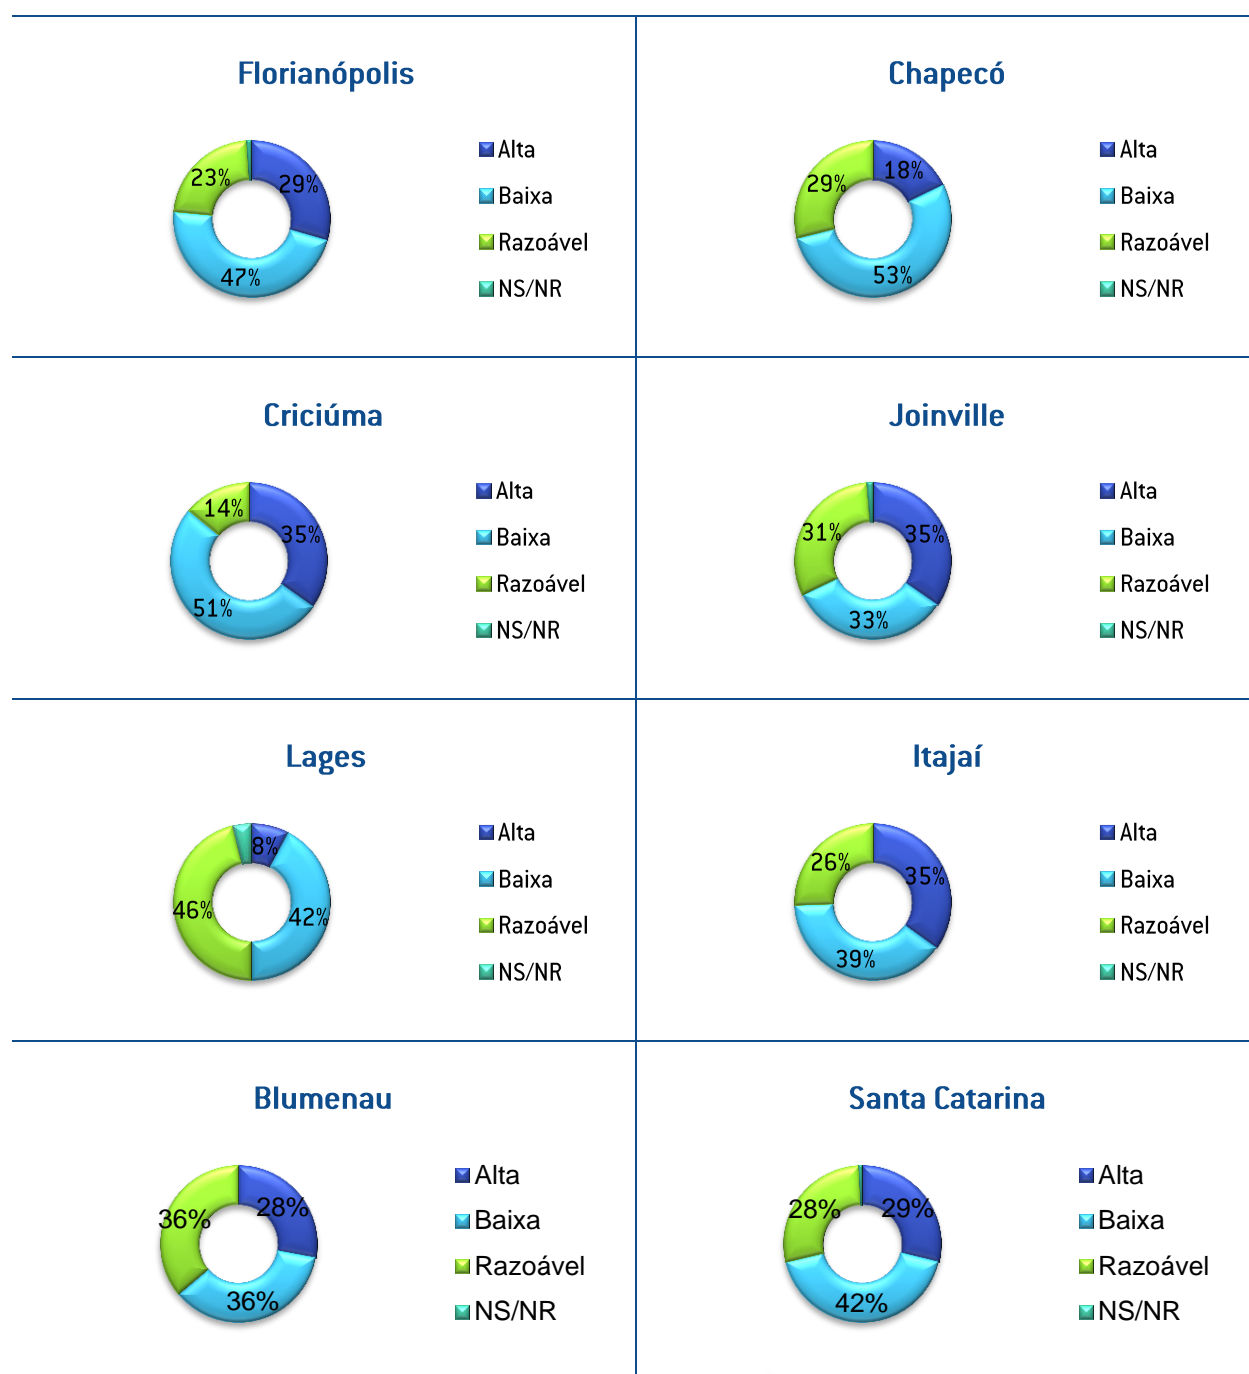 Florianópolis
Alta
Baixa
Razoável
NS/NR
29%
47%
23%
Chapecó
Alta
Baixa
Razoável
NS/NR
18%
53%
29%
Criciúma
Alta
Baixa
Razoável
NS/NR
35%
51%
14%
Joinville
Alta
Baixa
Razoável
NS/NR
35%
33%
31%
Lages
Alta
Baixa
Razoável
NS/NR
8%
42%
46%
Itajaí
Alta
Baixa
Razoável
NS/NR
35%
39%
26%
Blumenau
Alta
Baixa
Razoável
NS/NR
28%
36%
36%
Santa Catarina
Alta
Baixa
Razoável
NS/NR
29%
42%
28%